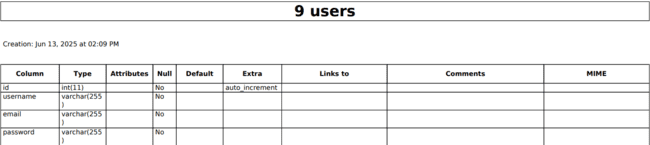 9 users
Creation: Jun 13, 2025 at 02:09 PM
Column Type Attributes Null Default Extra Links to Comments MIME
id int(11) No auto_increment
username varchar(255 No
)
email varchar(255 No
)
password varchar(255 No
)